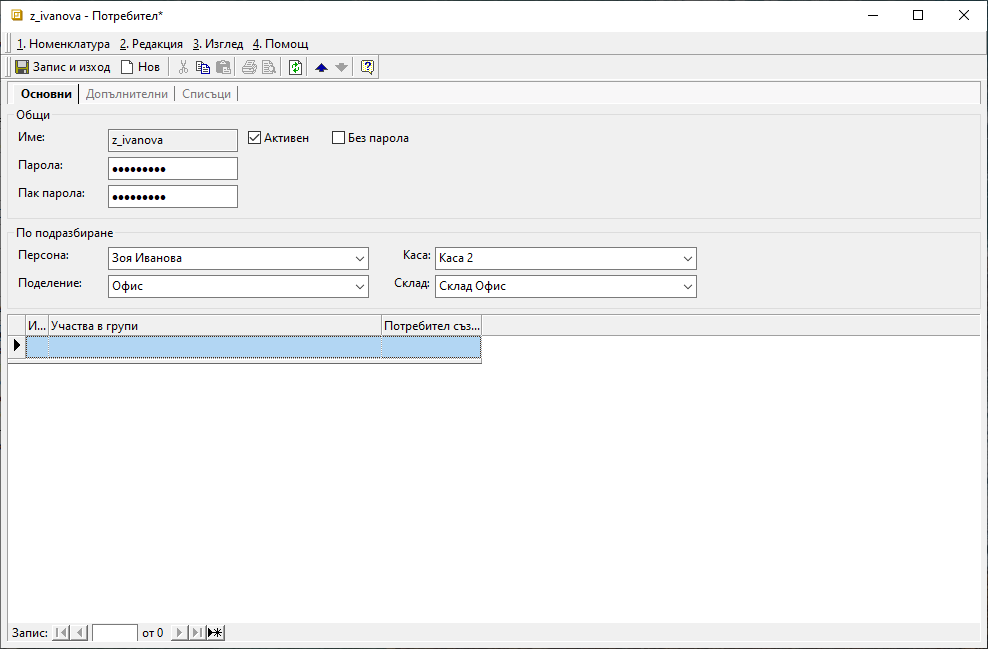 z_ivanova - Потребител*
1. Номенклатура 2. Редакция 3. Изглед 4. Помощ
Запис и изход Нов
Основни Допълнителни Списъци
Общи
Име: z_ivanova Активен Без парола
Парола: •••••••••
Пак парола: •••••••••
По подразбиране
Персона: Зоя Иванова Каса: Каса 2
Поделение: Офис Склад: Склад Офис
И... Участва в групи Потребител съз...
Запис: от 0